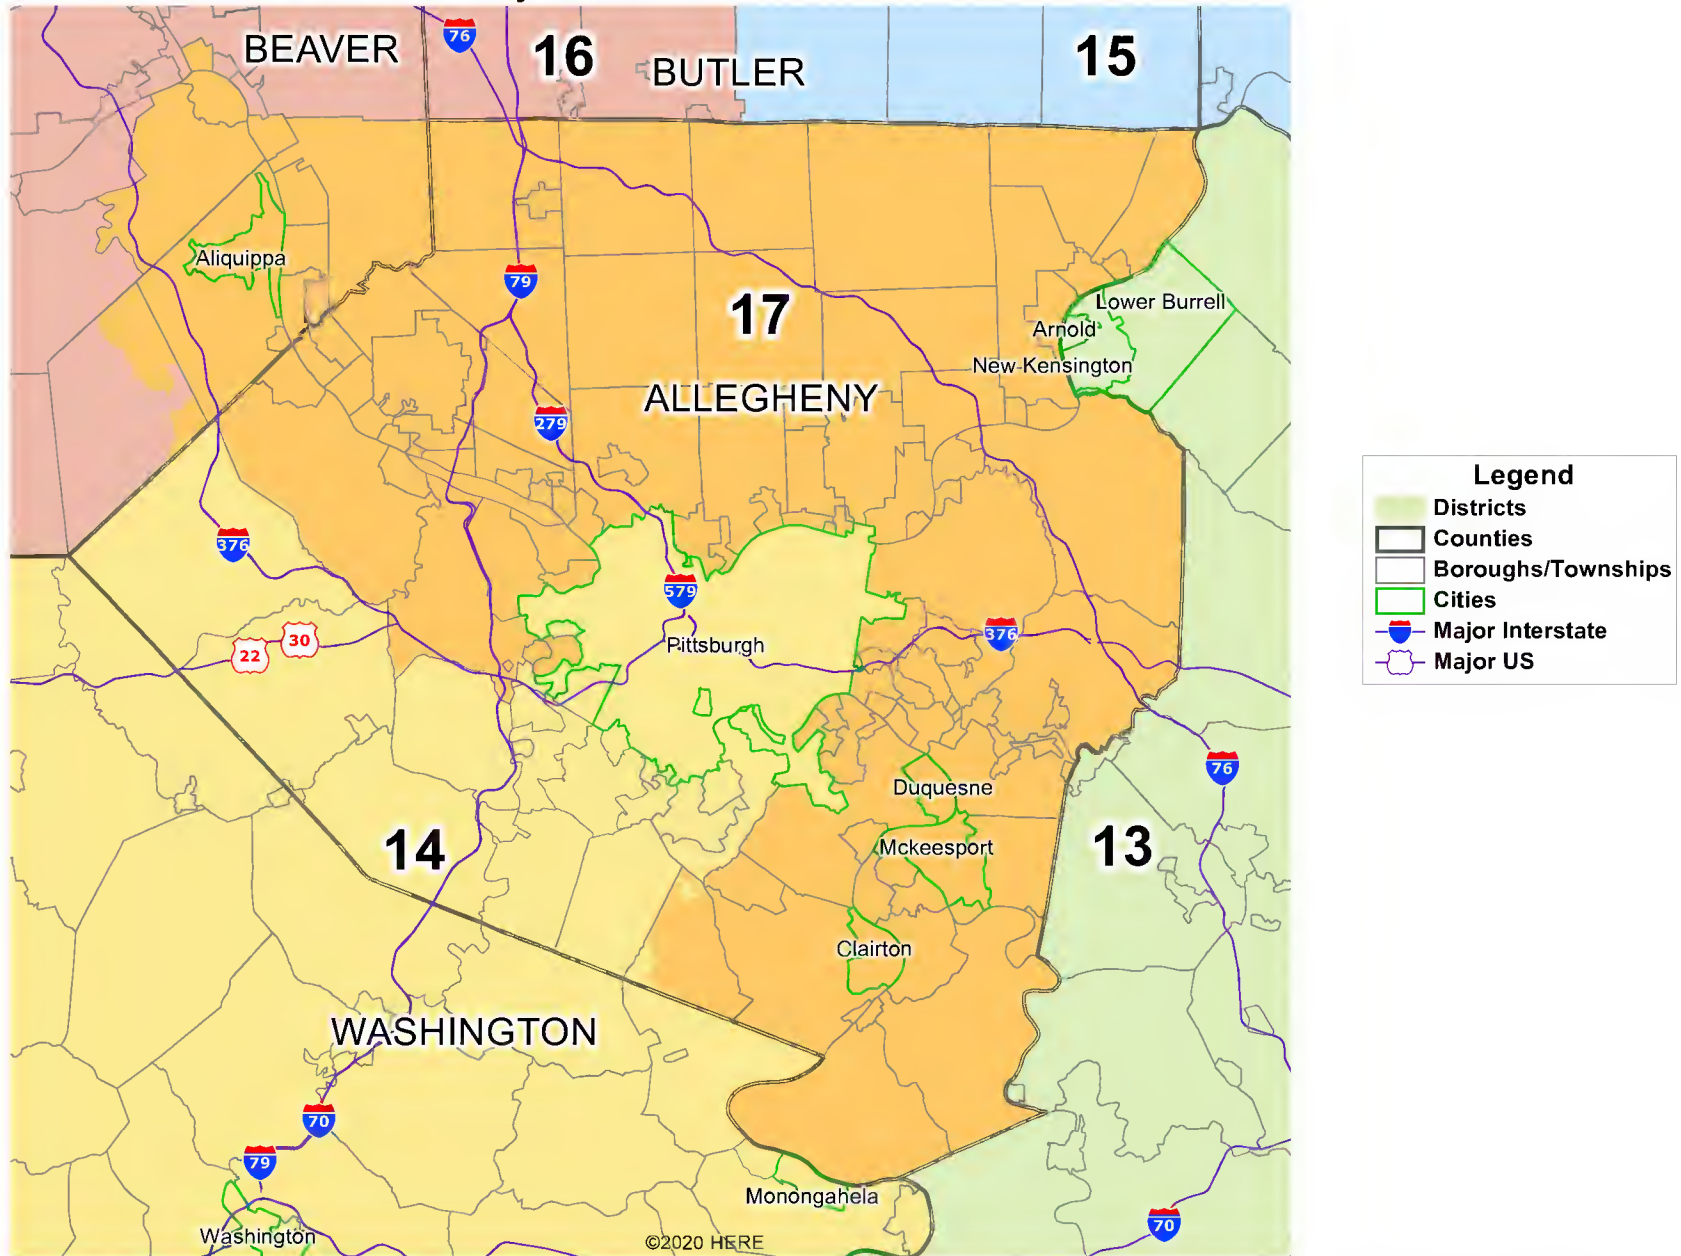 76
BEAVER
16
BUTLER
15
Aliquippa
79
17
Lower Burrell
Arnold
New Kensington
ALLEGHENY
279
376
579
22
30
Pittsburgh
376
76
Duquesne
14
Mckeesport
13
Clairton
WASHINGTON
70
79
Monongahela
Washington
©2020 HERE
70
Legend
Districts
Counties
Boroughs/Townships
Cities
Major Interstate
Major US